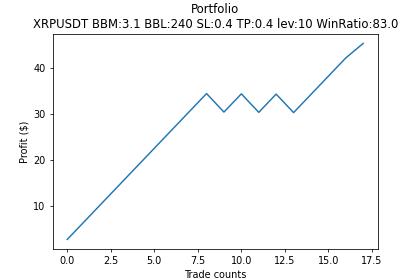 Portfolio
XRPUSDT BBM:3.1 BBL:240 SL:0.4 TP:0.4 lev:10 WinRatio:83.0
40
30
20
10
Profit ($)
0.0 2.5 5.0 7.5 10.0 12.5 15.0 17.5
Trade counts